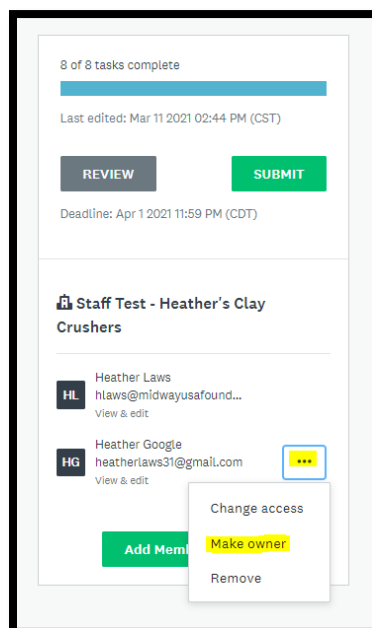 8 of 8 tasks complete
Last edited: Mar 11 2021 02:44 PM (CST)
REVIEW
SUBMIT
Deadline: Apr 1 2021 11:59 PM (CDT)
Staff Test - Heather's Clay
Crushers
Heather Laws
HL
hlaws@midwayusafound...
View & edit
Heather Google
HG
heatherlaws31@gmail.com
...
View & edit
Change access
Add Mem
Make owner
Remove